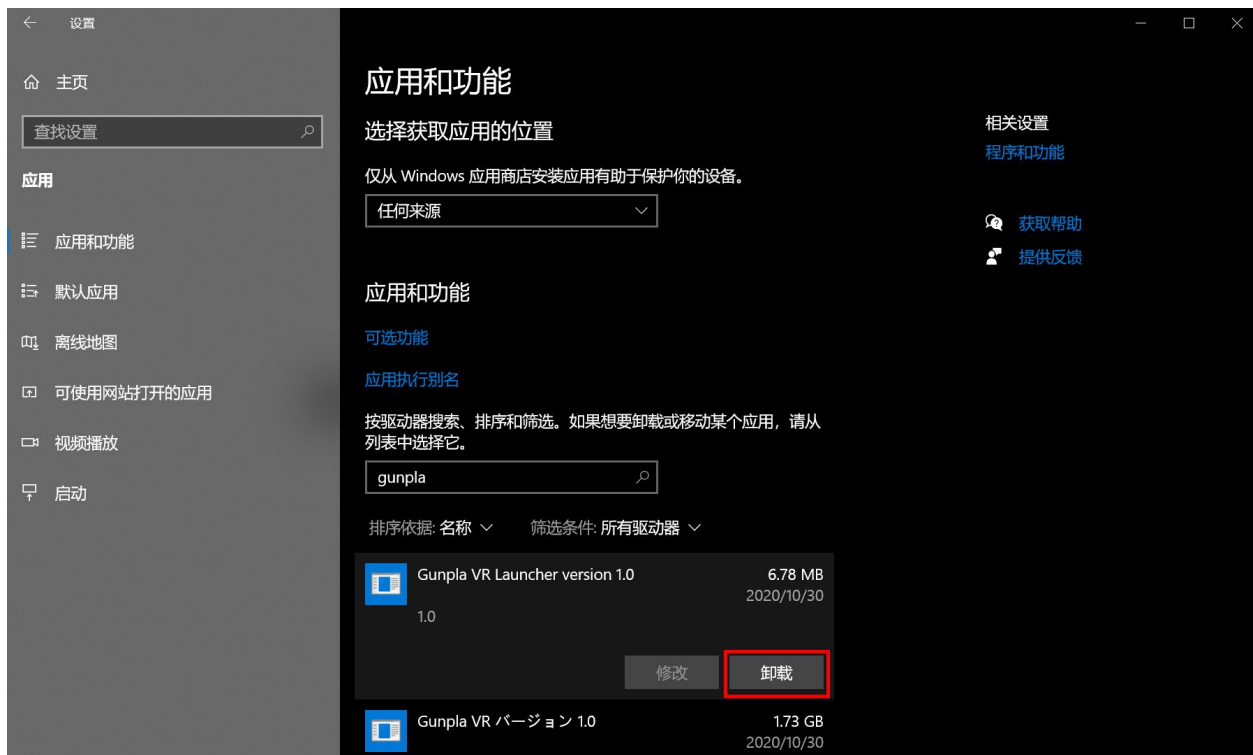 设置
主页
查找设置
应用
应用和功能
默认应用
离线地图
可使用网站打开的应用
视频播放
启动
应用和功能
选择获取应用的位置
仅从 Windows 应用商店安装应用有助于保护你的设备。
任何来源
应用和功能
可选功能
应用执行别名
按驱动器搜索、排序和筛选。如果想要卸载或移动某个应用，请从
列表中选择它。
gunpla
排序依据: 名称 筛选条件: 所有驱动器
Gunpla VR Launcher version 1.0 6.78 MB
2020/10/30
1.0
修改 卸载
Gunpla VR バージョン 1.0 1.73 GB
2020/10/30
相关设置
程序和功能
获取帮助
提供反馈